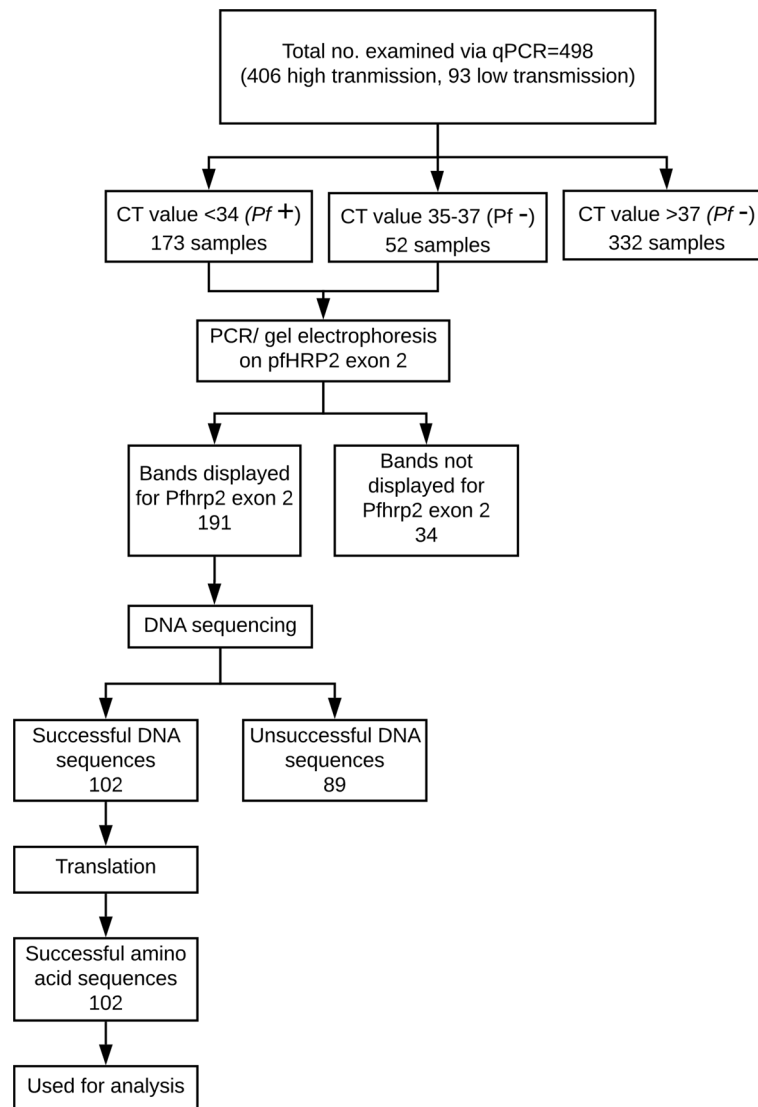 Total no. examined via qPCR=498
(406 high tranmission, 93 low transmission)
CT value <34 (Pf +)
173 samples
CT value 35-37 (Pf -)
52 samples
CT value >37 (Pf -)
332 samples
PCR/ gel electrophoresis
on pfHRP2 exon 2
Bands displayed
for Pfhrp2 exon 2
191
Bands not
displayed for
Pfhrp2 exon 2
34
DNA sequencing
Successful DNA
sequences
102
Unsuccessful DNA
sequences
89
Translation
Successful amino
acid sequences
102
Used for analysis